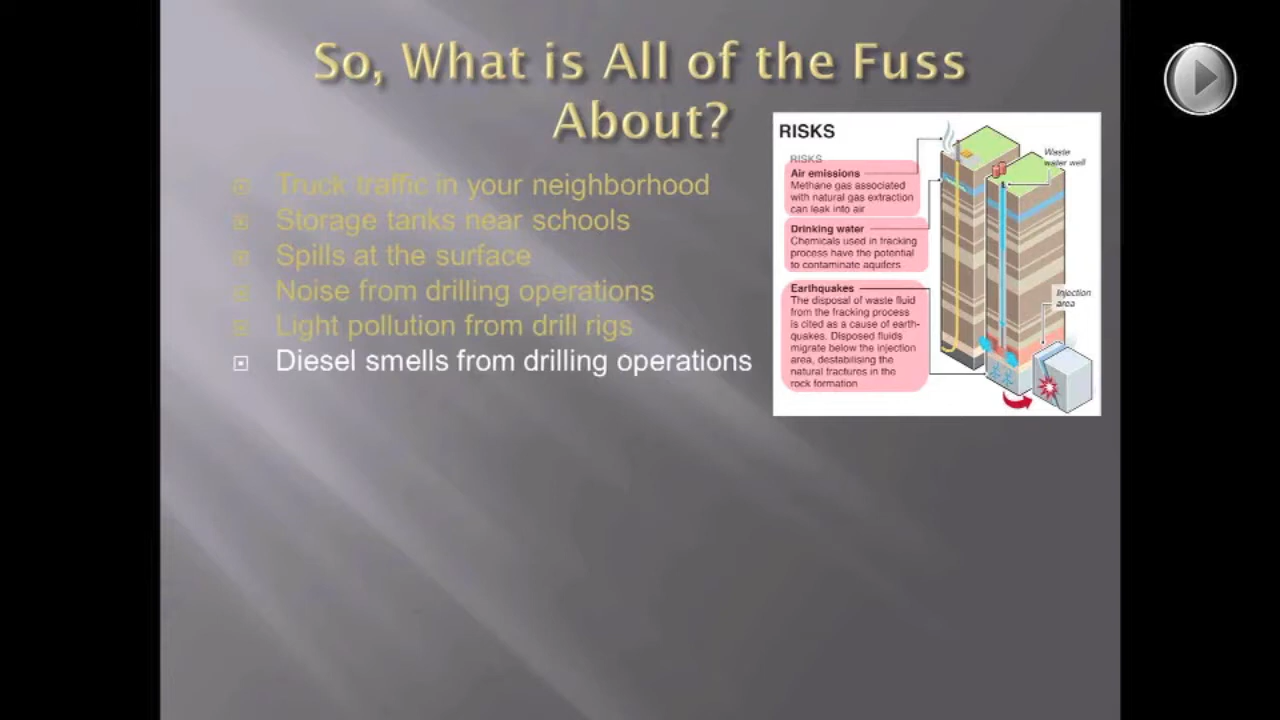 So, What is All of the Fuss
About?
Truck traffic in your neighborhood
Storage tanks near schools
Spills at the surface
Noise from drilling operations
Light pollution from drill rigs
Diesel smells from drilling operations
RISKS
RISKS
Air emissions
Methane gas associated
with natural gas extraction
can leak into air
Drinking water
Chemicals used in fracking
process have the potential
to contaminate aquifers
Earthquakes
The disposal of waste fluid
from the fracking process
is cited as a cause of earth-
quakes. Disposed fluids
migrate below the injection
area, destabilising the
natural fractures in the
rock formation
Waste
water well
Injection
area